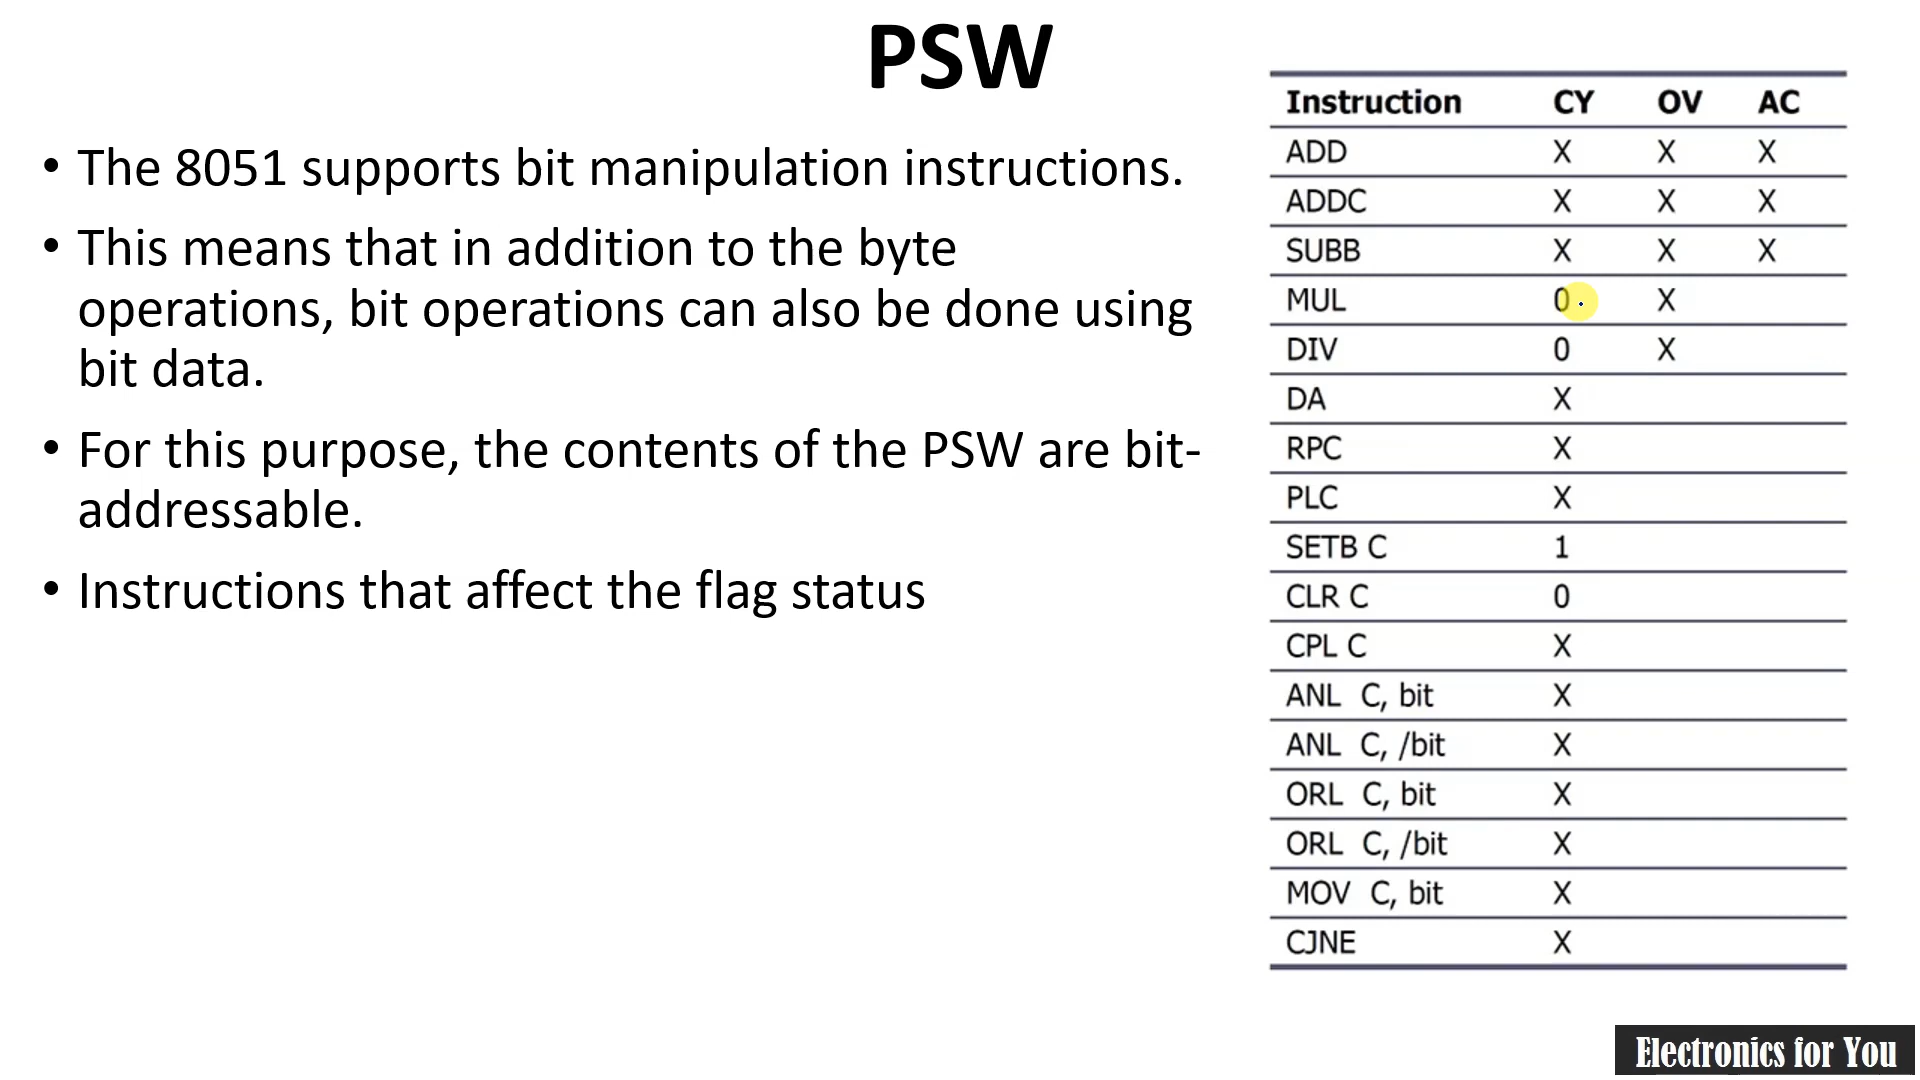 PSW
• The 8051 supports bit manipulation instructions.
• This means that in addition to the byte
operations, bit operations can also be done using
bit data.
• For this purpose, the contents of the PSW are bit-
addressable.
• Instructions that affect the flag status
Instruction CY OV AC
ADD X X X
ADDC X X X
SUBB X X X
MUL 0 X
DIV 0 X
DA X
RPC X
PLC X
SETB C 1
CLR C 0
CPL C X
ANL C, bit X
ANL C, /bit X
ORL C, bit X
ORL C, /bit X
MOV C, bit X
CJNE X
Electronics for You